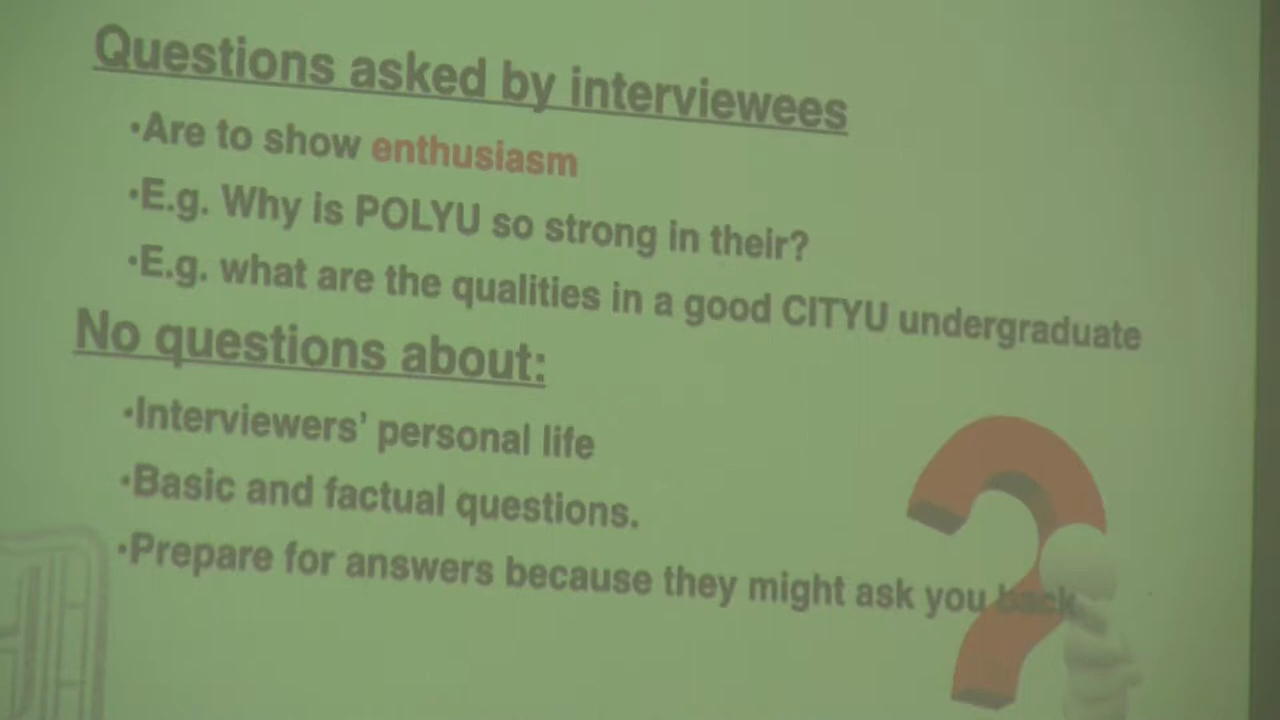 Questions asked by interviewees
•Are to show enthusiasm
•E.g. Why is POLYU so strong in their?
•E.g. what are the qualities in a good CITYU undergraduate
No questions about:
•Interviewers' personal life
•Basic and factual questions.
•Prepare for answers because they might ask you back